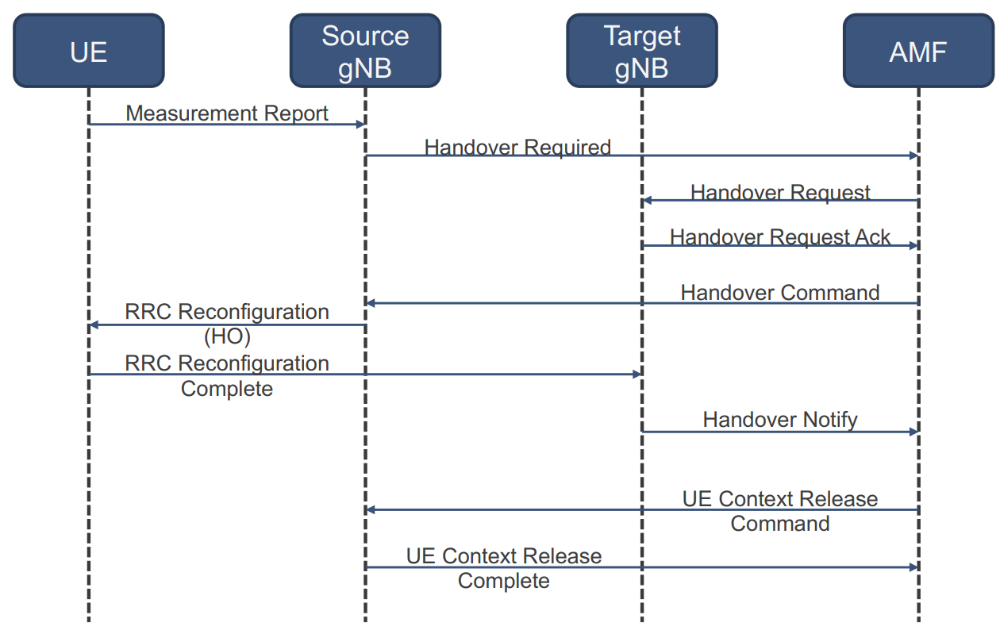 UE
Source
gNB
Target
gNB
AMF
Measurement Report
Handover Required
Handover Request
Handover Request Ack
Handover Command
RRC Reconfiguration
(HO)
RRC Reconfiguration
Complete
Handover Notify
UE Context Release
Command
UE Context Release
Complete